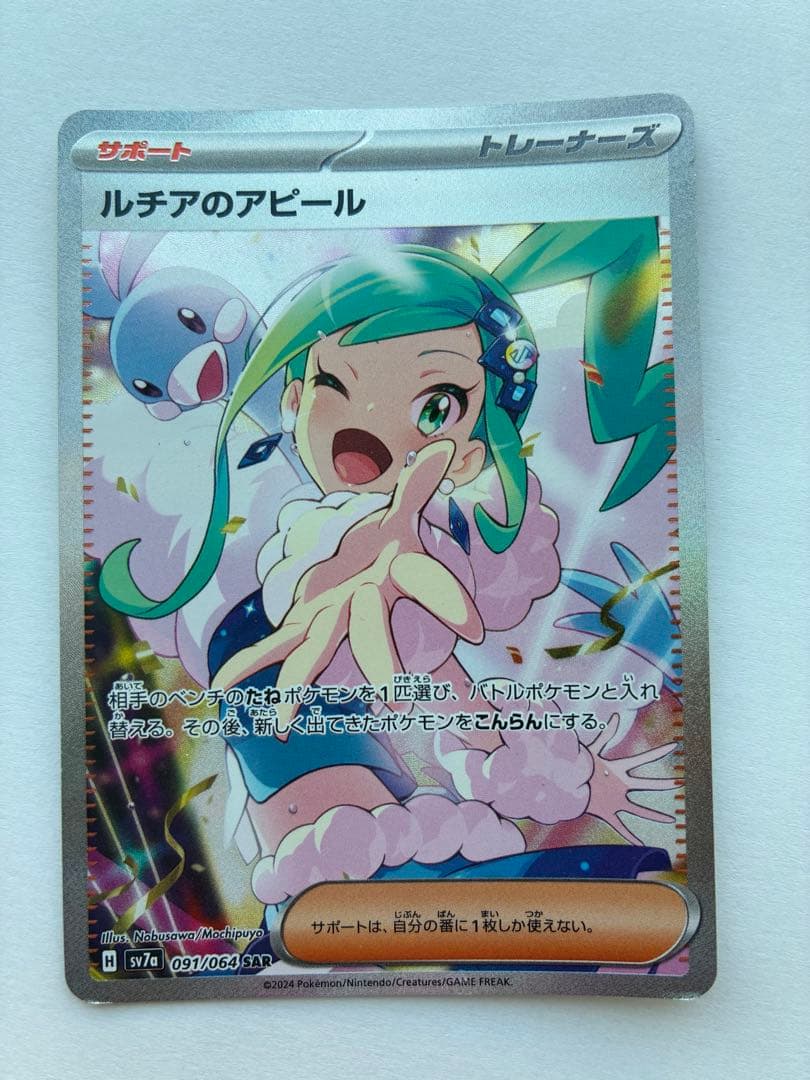 サポート
トレーナーズ
ルチアのアピール
相手のベンチのたねポケモンを1匹選び、バトルポケモンと入れ
替える。その後、新しく出てきたポケモンをこんらんにする。
サポートは、自分の番に1枚しか使えない。
Illus. Nobusawa/Mochipuyo
H sv7a 091/064 SAR
©2024 Pokémon/Nintendo/Creatures/GAME FREAK.